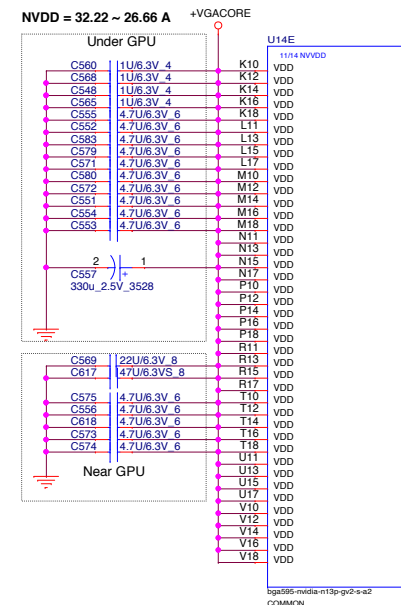 NVDD = 32.22 ~ 26.66 A
+VGACORE
Under GPU
U14E
11/14 NVVDD
C560 1U/6.3V_4 K10 VDD
C568 1U/6.3V_4 K12 VDD
C548 1U/6.3V_4 K14 VDD
C565 1U/6.3V_4 K16 VDD
C555 4.7U/6.3V_6 K18 VDD
C552 4.7U/6.3V_6 L11 VDD
C583 4.7U/6.3V_6 L13 VDD
C579 4.7U/6.3V_6 L15 VDD
C571 4.7U/6.3V_6 L17 VDD
C580 4.7U/6.3V_6 M10 VDD
C572 4.7U/6.3V_6 M12 VDD
C551 4.7U/6.3V_6 M14 VDD
C554 4.7U/6.3V_6 M16 VDD
C553 4.7U/6.3V_6 M18 VDD
N11 VDD
N13 VDD
2 1 N15 VDD
C557 + N17 VDD
330u_2.5V_3528 P10 VDD
P12 VDD
P14 VDD
P16 VDD
P18 VDD
R11 VDD
C569 22U/6.3V_8 R13 VDD
C617 47U/6.3VS_8 R15 VDD
R17 VDD
C575 4.7U/6.3V_6 T10 VDD
C556 4.7U/6.3V_6 T12 VDD
C618 4.7U/6.3V_6 T14 VDD
C573 4.7U/6.3V_6 T16 VDD
C574 4.7U/6.3V_6 T18 VDD
U11 VDD
Near GPU U13 VDD
U15 VDD
U17 VDD
V10 VDD
V12 VDD
V14 VDD
V16 VDD
V18 VDD
bga595-nvidia-n13p-gv2-s-a2
COMMON